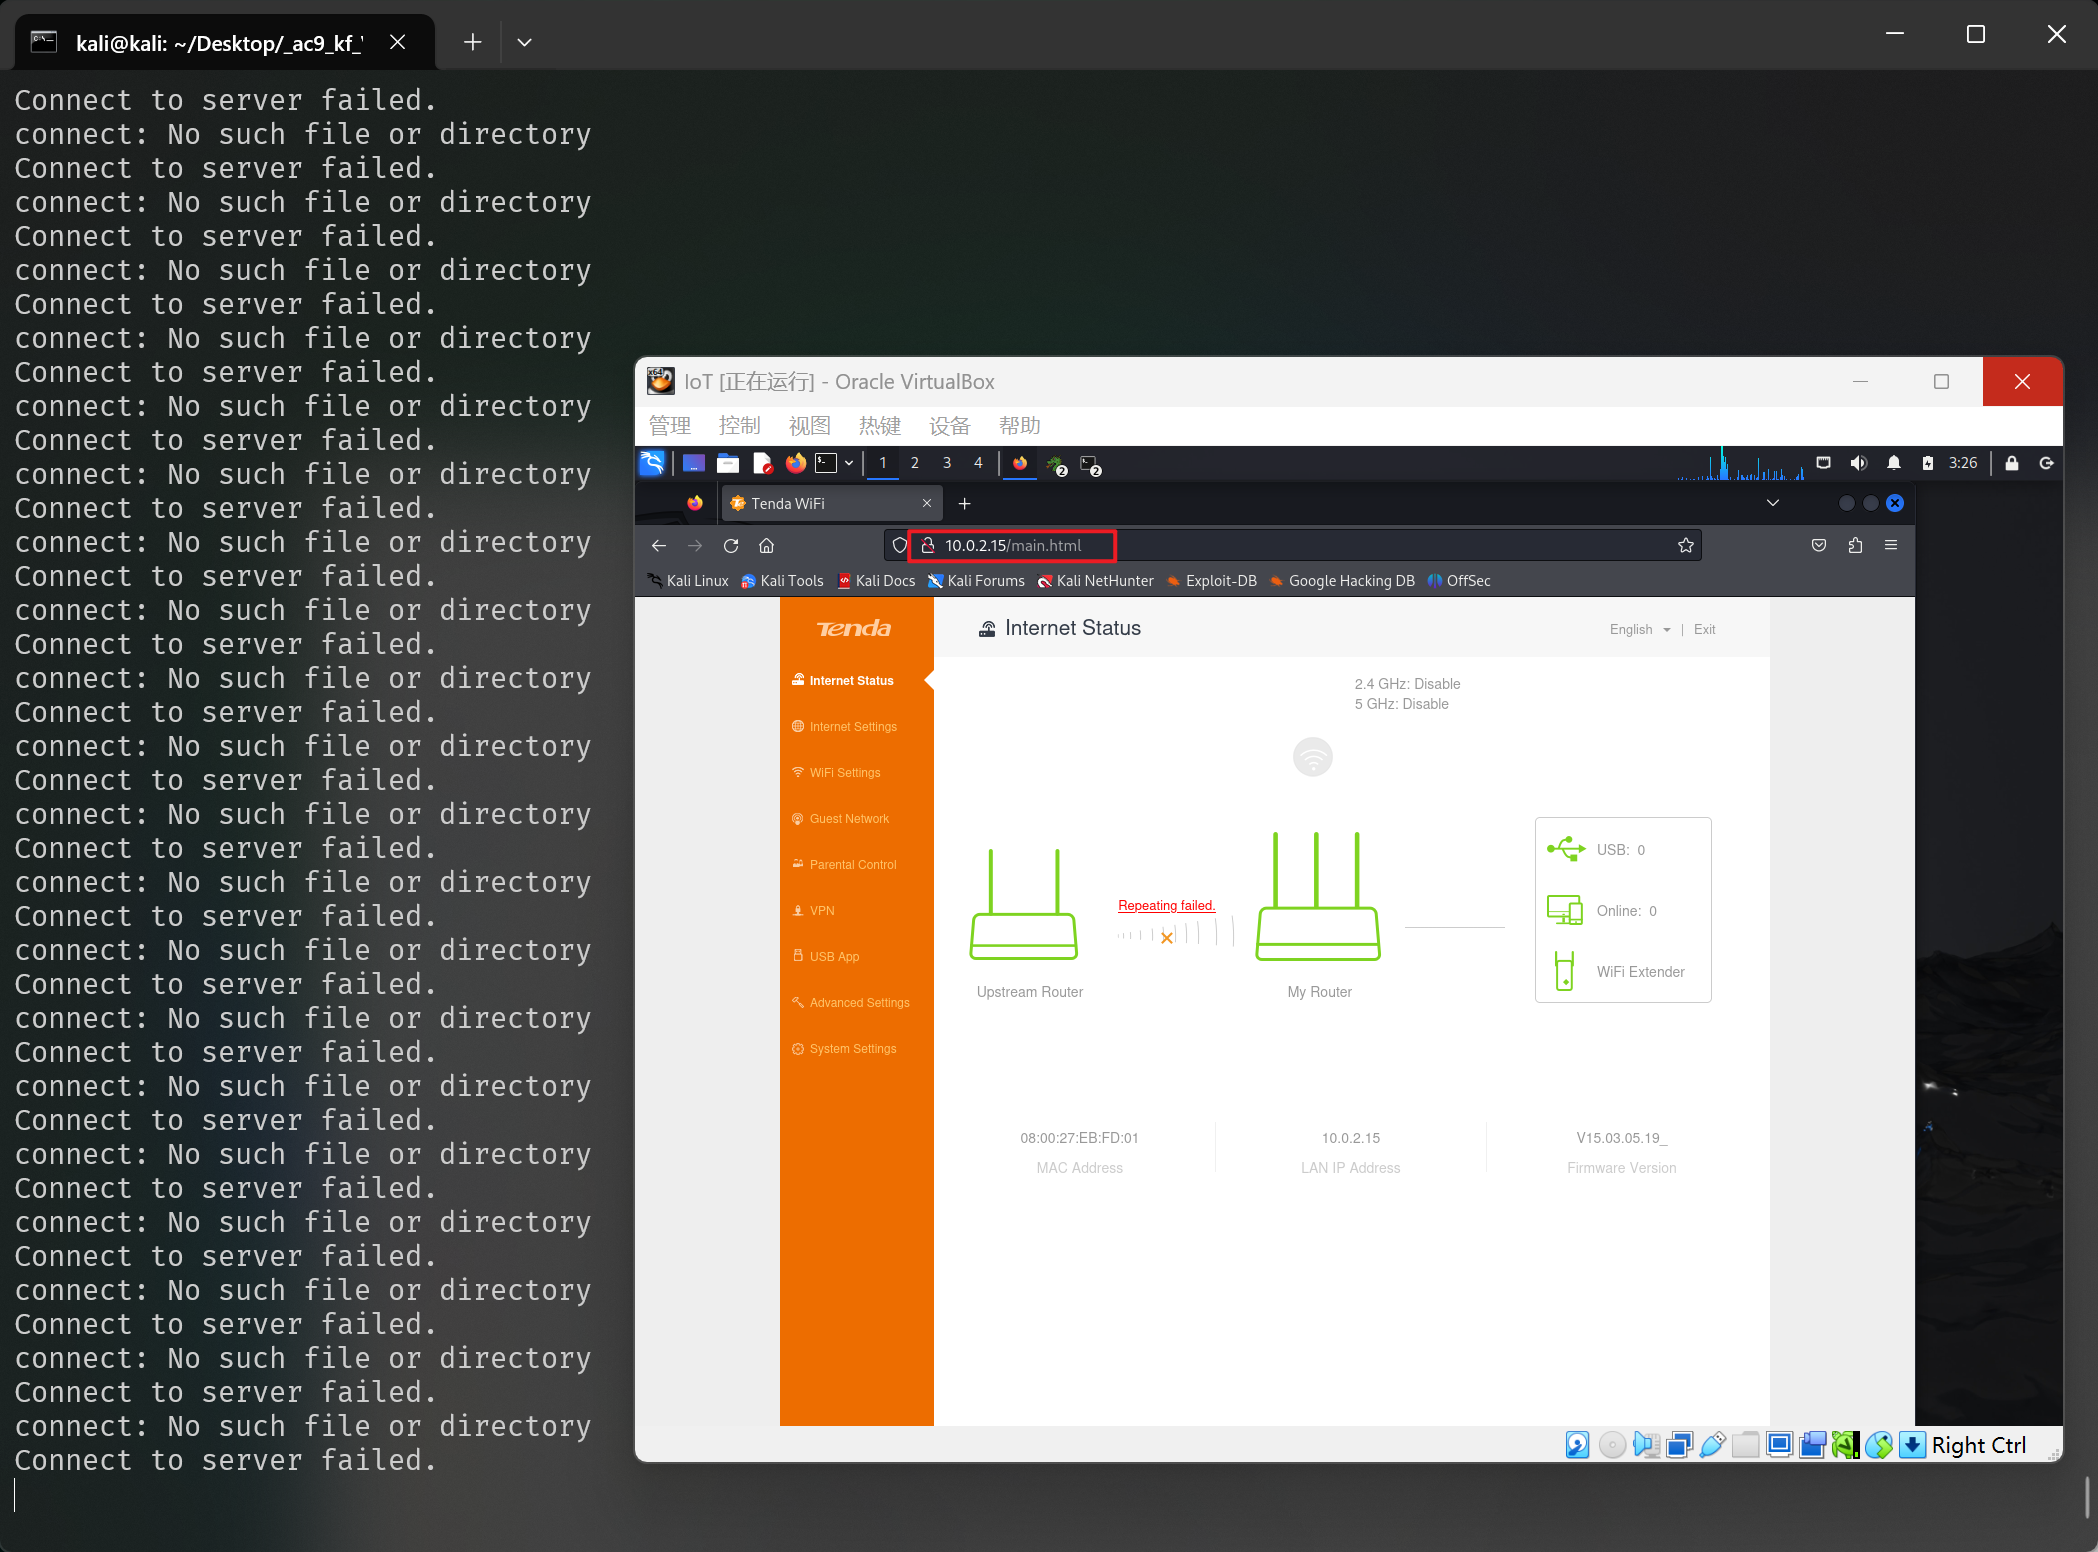 kali@kali: ~/Desktop/_ac9_kf_
Connect to server failed.
connect: No such file or directory
Connect to server failed.
connect: No such file or directory
Connect to server failed.
connect: No such file or directory
Connect to server failed.
connect: No such file or directory
Connect to server failed.
connect: No such file or directory
Connect to server failed.
connect: No such file or directory
Connect to server failed.
connect: No such file or directory
Connect to server failed.
connect: No such file or directory
Connect to server failed.
connect: No such file or directory
Connect to server failed.
connect: No such file or directory
Connect to server failed.
connect: No such file or directory
Connect to server failed.
connect: No such file or directory
Connect to server failed.
connect: No such file or directory
Connect to server failed.
connect: No such file or directory
Connect to server failed.
connect: No such file or directory
Connect to server failed.
connect: No such file or directory
Connect to server failed.
connect: No such file or directory
Connect to server failed.
connect: No such file or directory
Connect to server failed.
connect: No such file or directory
Connect to server failed.
connect: No such file or directory
Connect to server failed.
connect: No such file or directory
Connect to server failed.
IoT [正在运行] - Oracle VirtualBox
管理 控制 视图 热键 设备 帮助
1 2 3 4 2 2 3:26
Tenda WiFi
10.0.2.15/main.html
Kali Linux Kali Tools Kali Docs Kali Forums Kali NetHunter Exploit-DB Google Hacking DB OffSec
Tenda
Internet Status
Internet Settings
WiFi Settings
Guest Network
Parental Control
VPN
USB App
Advanced Settings
System Settings
Internet Status
English | Exit
2.4 GHz: Disable
5 GHz: Disable
Repeating failed.
Upstream Router
My Router
USB: 0
Online: 0
WiFi Extender
08:00:27:EB:FD:01
MAC Address
10.0.2.15
LAN IP Address
V15.03.05.19_
Firmware Version
Right Ctrl